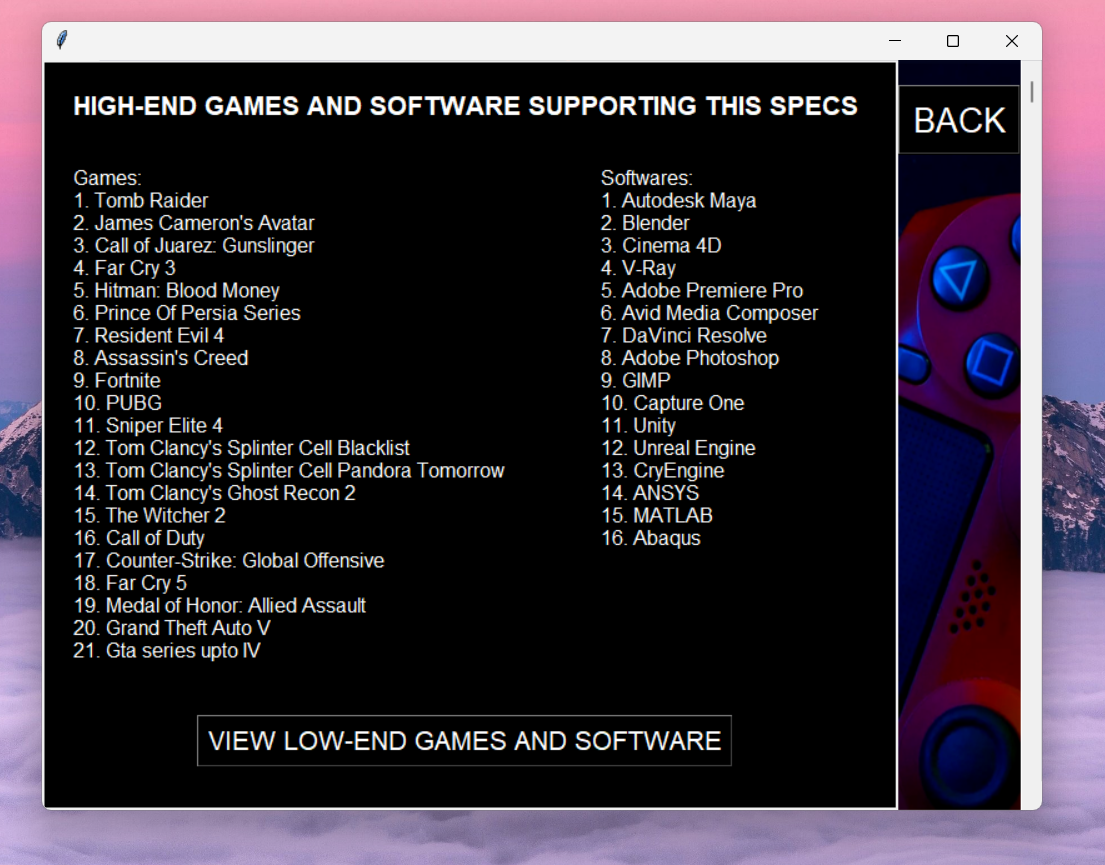 HIGH-END GAMES AND SOFTWARE SUPPORTING THIS SPECS
BACK
Games:
1. Tomb Raider
2. James Cameron's Avatar
3. Call of Juarez: Gunslinger
4. Far Cry 3
5. Hitman: Blood Money
6. Prince Of Persia Series
7. Resident Evil 4
8. Assassin's Creed
9. Fortnite
10. PUBG
11. Sniper Elite 4
12. Tom Clancy's Splinter Cell Blacklist
13. Tom Clancy's Splinter Cell Pandora Tomorrow
14. Tom Clancy's Ghost Recon 2
15. The Witcher 2
16. Call of Duty
17. Counter-Strike: Global Offensive
18. Far Cry 5
19. Medal of Honor: Allied Assault
20. Grand Theft Auto V
21. Gta series upto IV
Softwares:
1. Autodesk Maya
2. Blender
3. Cinema 4D
4. V-Ray
5. Adobe Premiere Pro
6. Avid Media Composer
7. DaVinci Resolve
8. Adobe Photoshop
9. GIMP
10. Capture One
11. Unity
12. Unreal Engine
13. CryEngine
14. ANSYS
15. MATLAB
16. Abaqus
VIEW LOW-END GAMES AND SOFTWARE